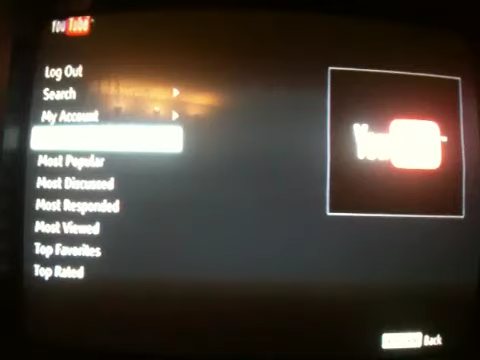 YouTube
Log Out
Search
My Account
Most Popular
Most Discussed
Most Responded
Most Viewed
Top Favorites
Top Rated
YouTube
Back